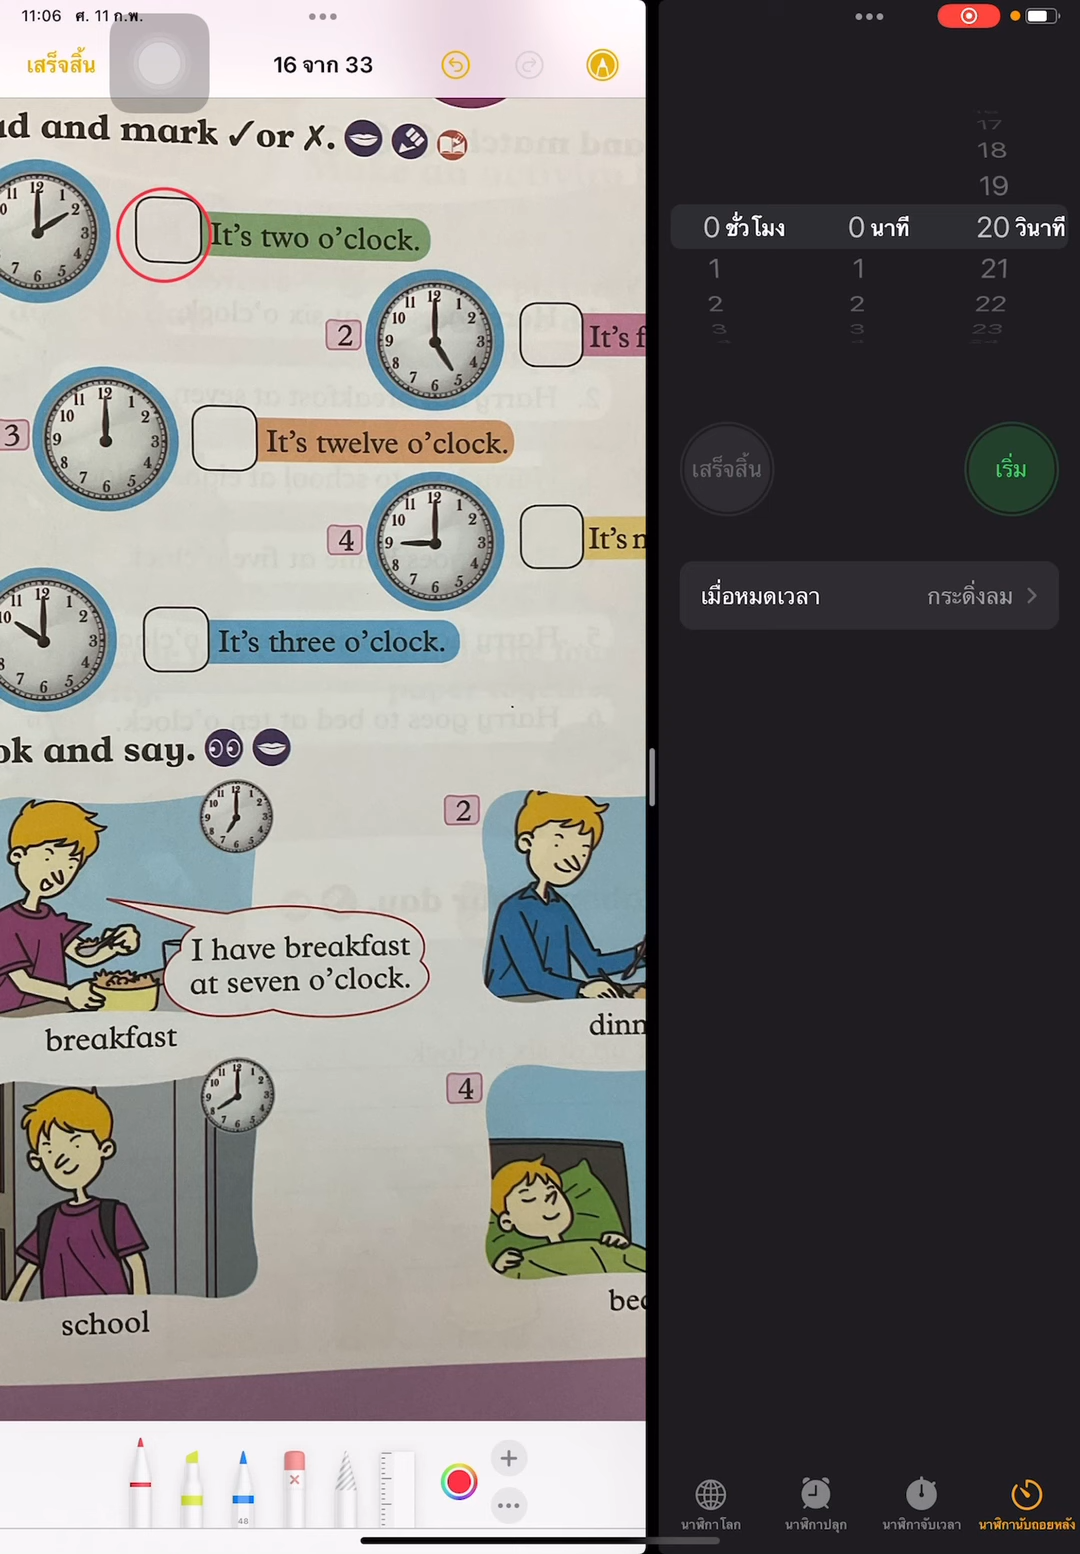 11:06 ศ. 11 ก.พ.
เสร็จสิ้น
16 จาก 33
and mark ✓ or ✗.
It's two o'clock.
2
3
It's twelve o'clock.
4
It's three o'clock.
and say.
2
I have breakfast
at seven o'clock.
breakfast
4
school
17
18
19
0 ชั่วโมง 0 นาที 20 วินาที
1 1 21
2 2 22
3 3 23
เสร็จสิ้น
เริ่ม
เมื่อหมดเวลา กระดิ่งลม
48
นาฬิกาโลก
นาฬิกาปลุก
นาฬิกาจับเวลา
นาฬิกานับถอยหลัง